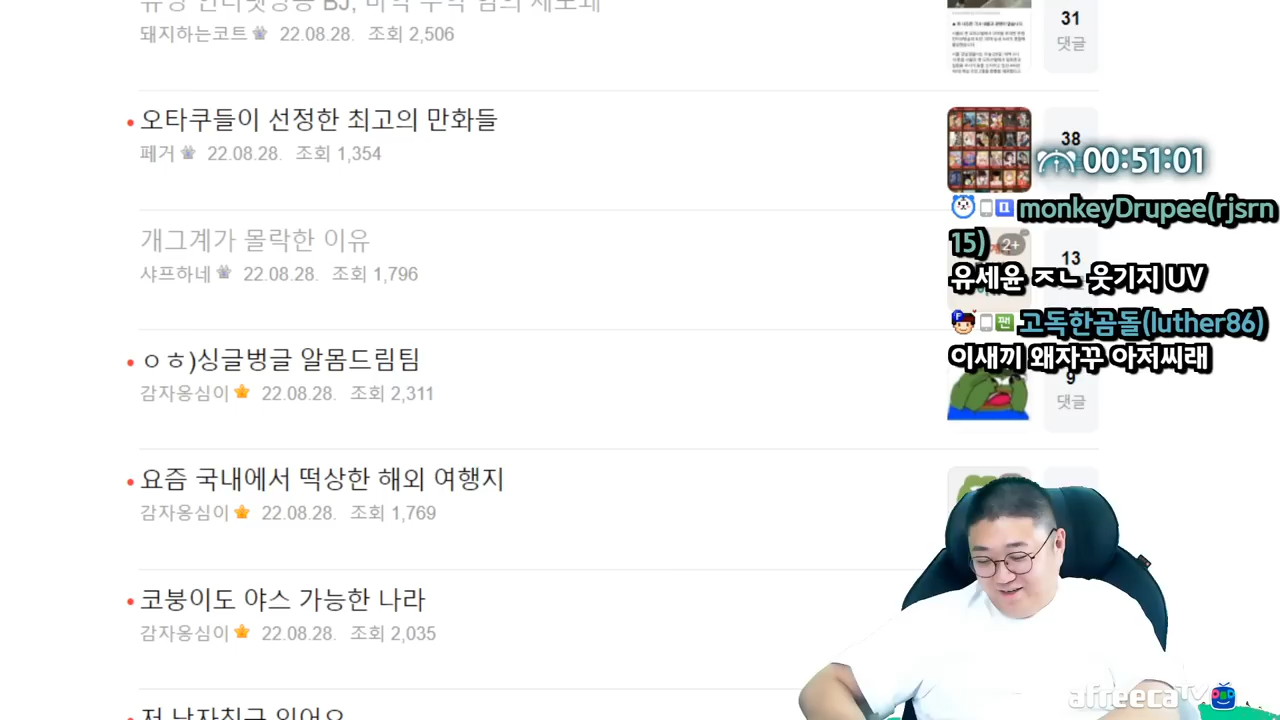 돼지하는코트 22.08.28. 조회 2,506
31
댓글
오타쿠들이 선정한 최고의 만화들
페거 22.08.28. 조회 1,354
38
00:51:01
monkeyDrupee(rjsrn
15)
유세윤 ㅈㄴ 웃기지 UV
개그계가 몰락한 이유
샤프하네 22.08.28. 조회 1,796
2+
13
고독한곰돌(luther86)
이새끼 왜자꾸 아저씨래
ㅇㅎ)싱글벙글 알몸드림팀
감자옹심이 22.08.28. 조회 2,311
9
댓글
요즘 국내에서 떡상한 해외 여행지
감자옹심이 22.08.28. 조회 1,769
코붕이도 야스 가능한 나라
감자옹심이 22.08.28. 조회 2,035
afreecaTV